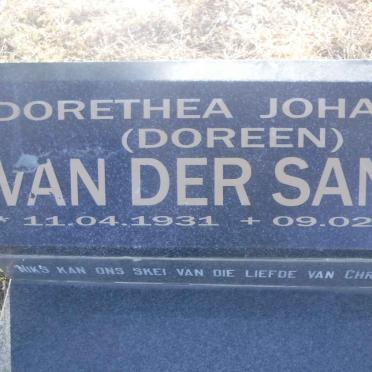 DORETHEA JOHA
(DOREEN)
VAN DER SAN
* 11.04.1931 + 09.02
NIKS KAN ONS SKEI VAN DIE LIEFDE VAN CHR